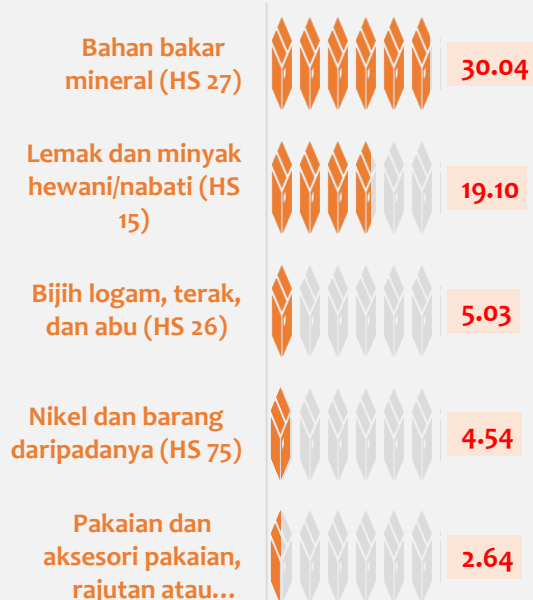 Bahan bakar
mineral (HS 27)
30.04
Lemak dan minyak
hewani/nabati (HS
15)
19.10
Bijih logam, terak,
dan abu (HS 26)
5.03
Nikel dan barang
daripadanya (HS 75)
4.54
Pakaian dan
aksesori pakaian,
rajutan atau...
2.64